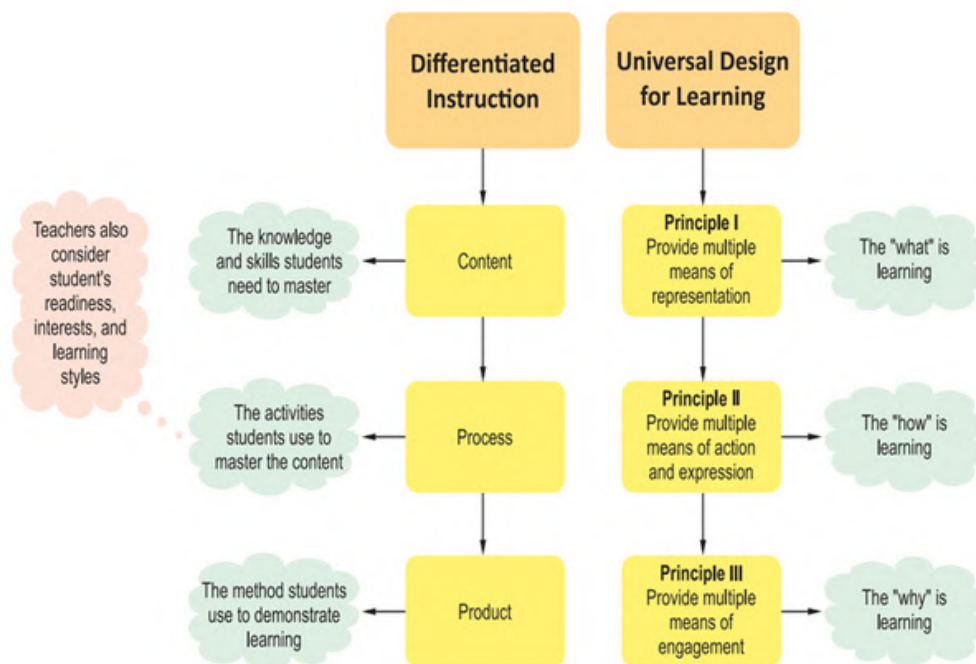 Differentiated
Instruction
Universal Design
for Learning
Teachers also
consider
student's
readiness,
interests, and
learning
styles
The knowledge
and skills students
need to master
Content
Principle I
Provide multiple
means of
representation
The "what" is
learning
The activities
students use to
master the content
Process
Principle II
Provide multiple
means of action
and expression
The "how" is
learning
The method students
use to demonstrate
learning
Product
Principle III
Provide multiple
means of
engagement
The "why" is
learning